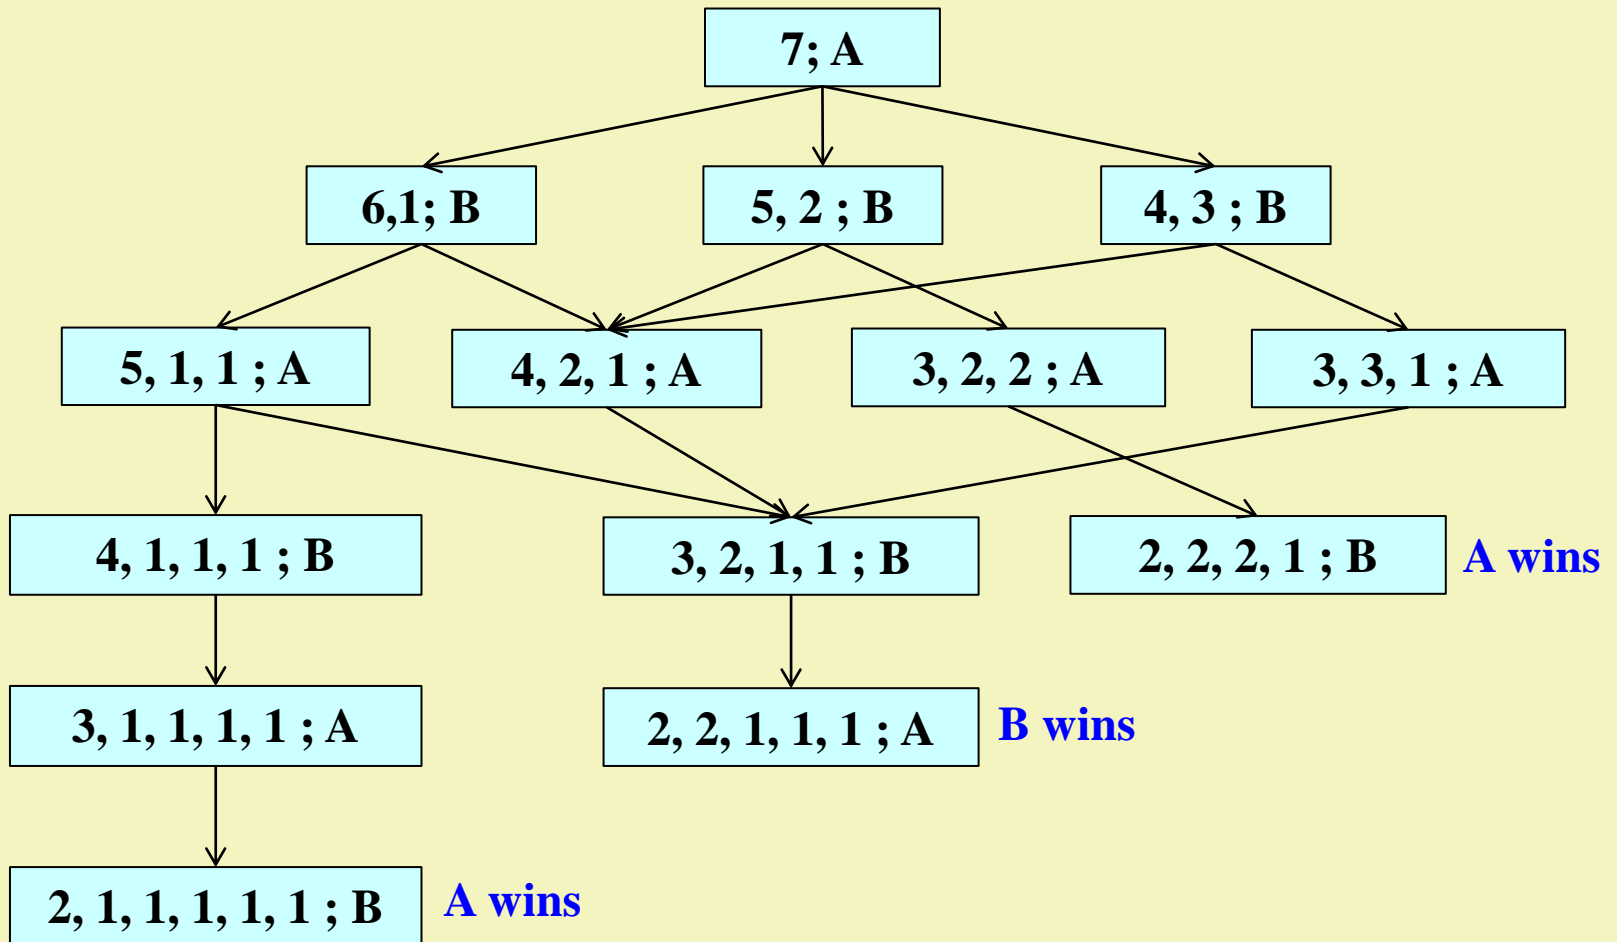 7; A
6,1; B
5, 2 ; B
4, 3 ; B
5, 1, 1 ; A
4, 2, 1 ; A
3, 2, 2 ; A
3, 3, 1 ; A
4, 1, 1, 1 ; B
3, 2, 1, 1 ; B
2, 2, 2, 1 ; B
A wins
3, 1, 1, 1, 1 ; A
2, 2, 1, 1, 1 ; A
B wins
2, 1, 1, 1, 1, 1 ; B
A wins